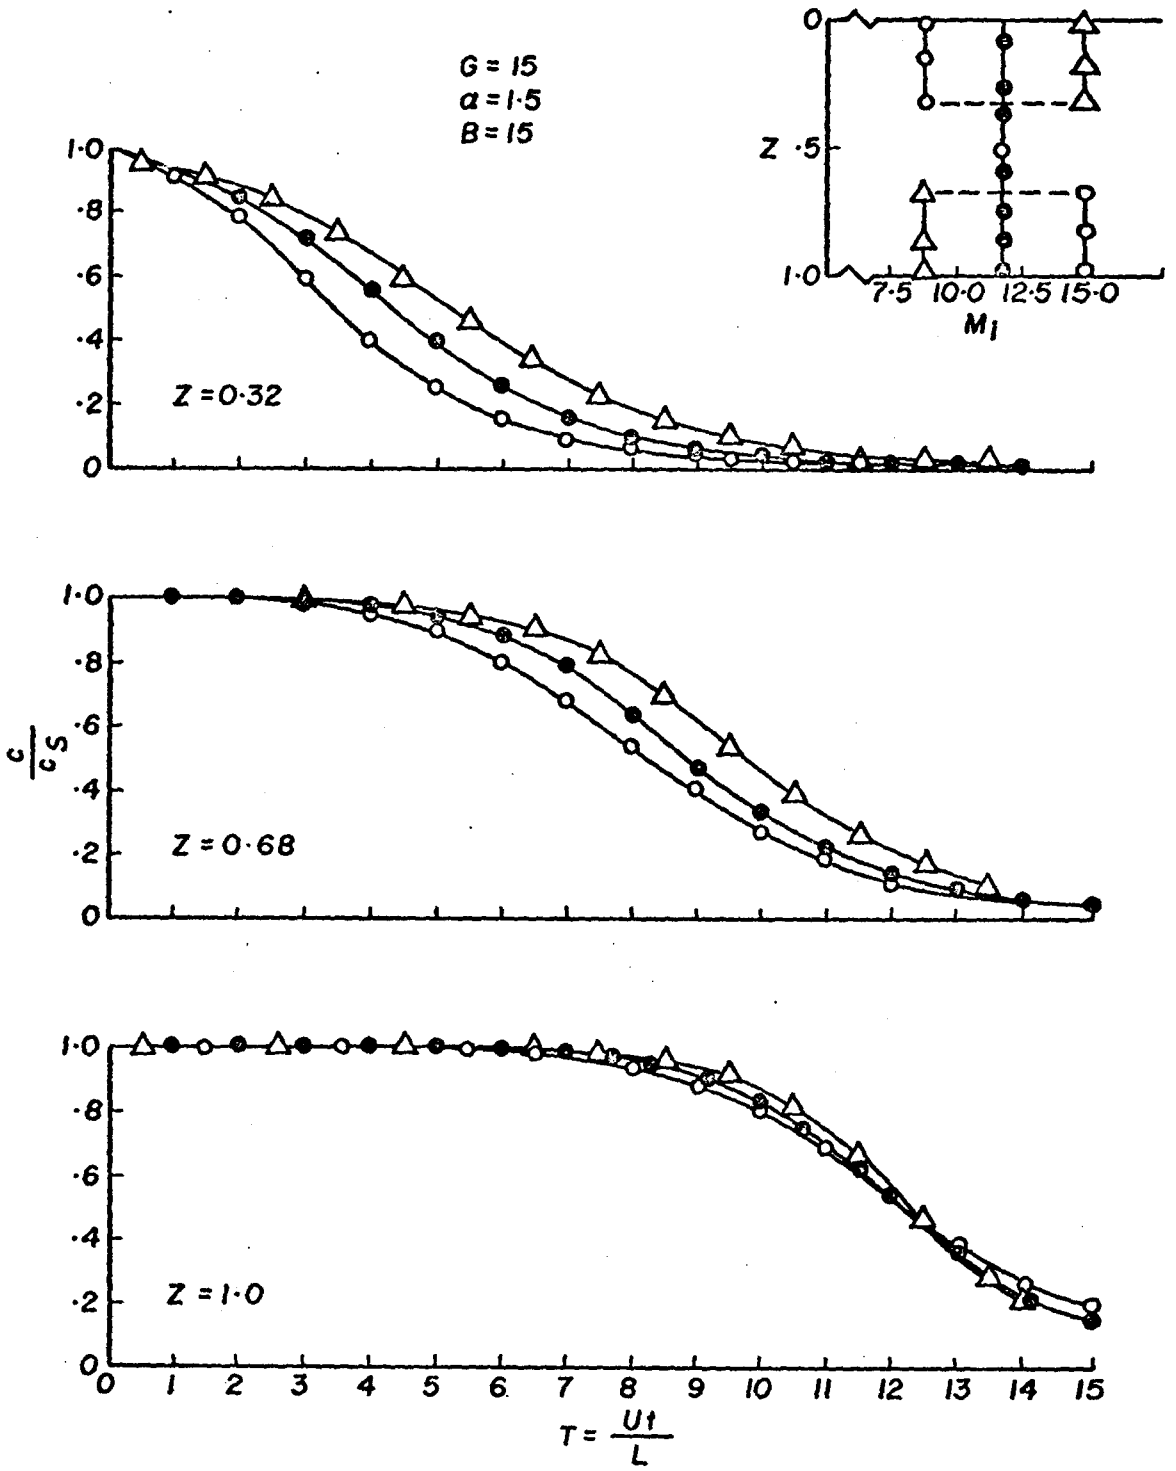 G = 15
α = 1·5
B = 15
0
Z ·5
1·0
7·5 10·0 12·5 15·0
Mi
1·0
·8
·6
·4
·2
0
Z = 0·32
1·0
·8
·6
·4
·2
0
Z = 0·68
c/cS
1·0
·8
·6
·4
·2
0
Z = 1·0
0 1 2 3 4 5 6 7 8 9 10 11 12 13 14 15
T = Ut/L